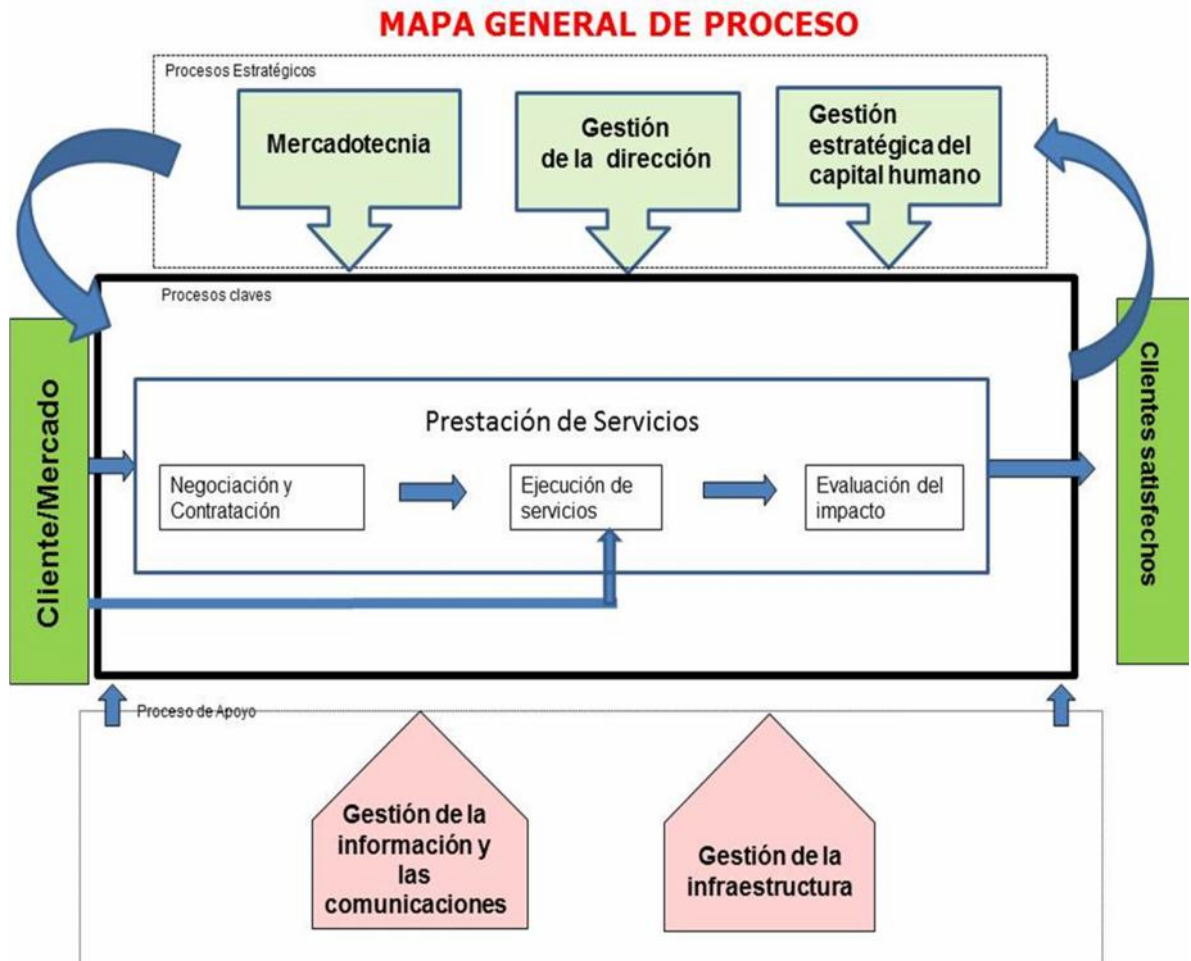 MAPA GENERAL DE PROCESO
Procesos Estratégicos
Mercadotecnia
Gestión
de la dirección
Gestión
estratégica del
capital humano
Procesos claves
Cliente/Mercado
Prestación de Servicios
Negociación y
Contratación
Ejecución de
servicios
Evaluación del
impacto
Clientes satisfechos
Proceso de Apoyo
Gestión de la
información y
las
comunicaciones
Gestión de la
infraestructura